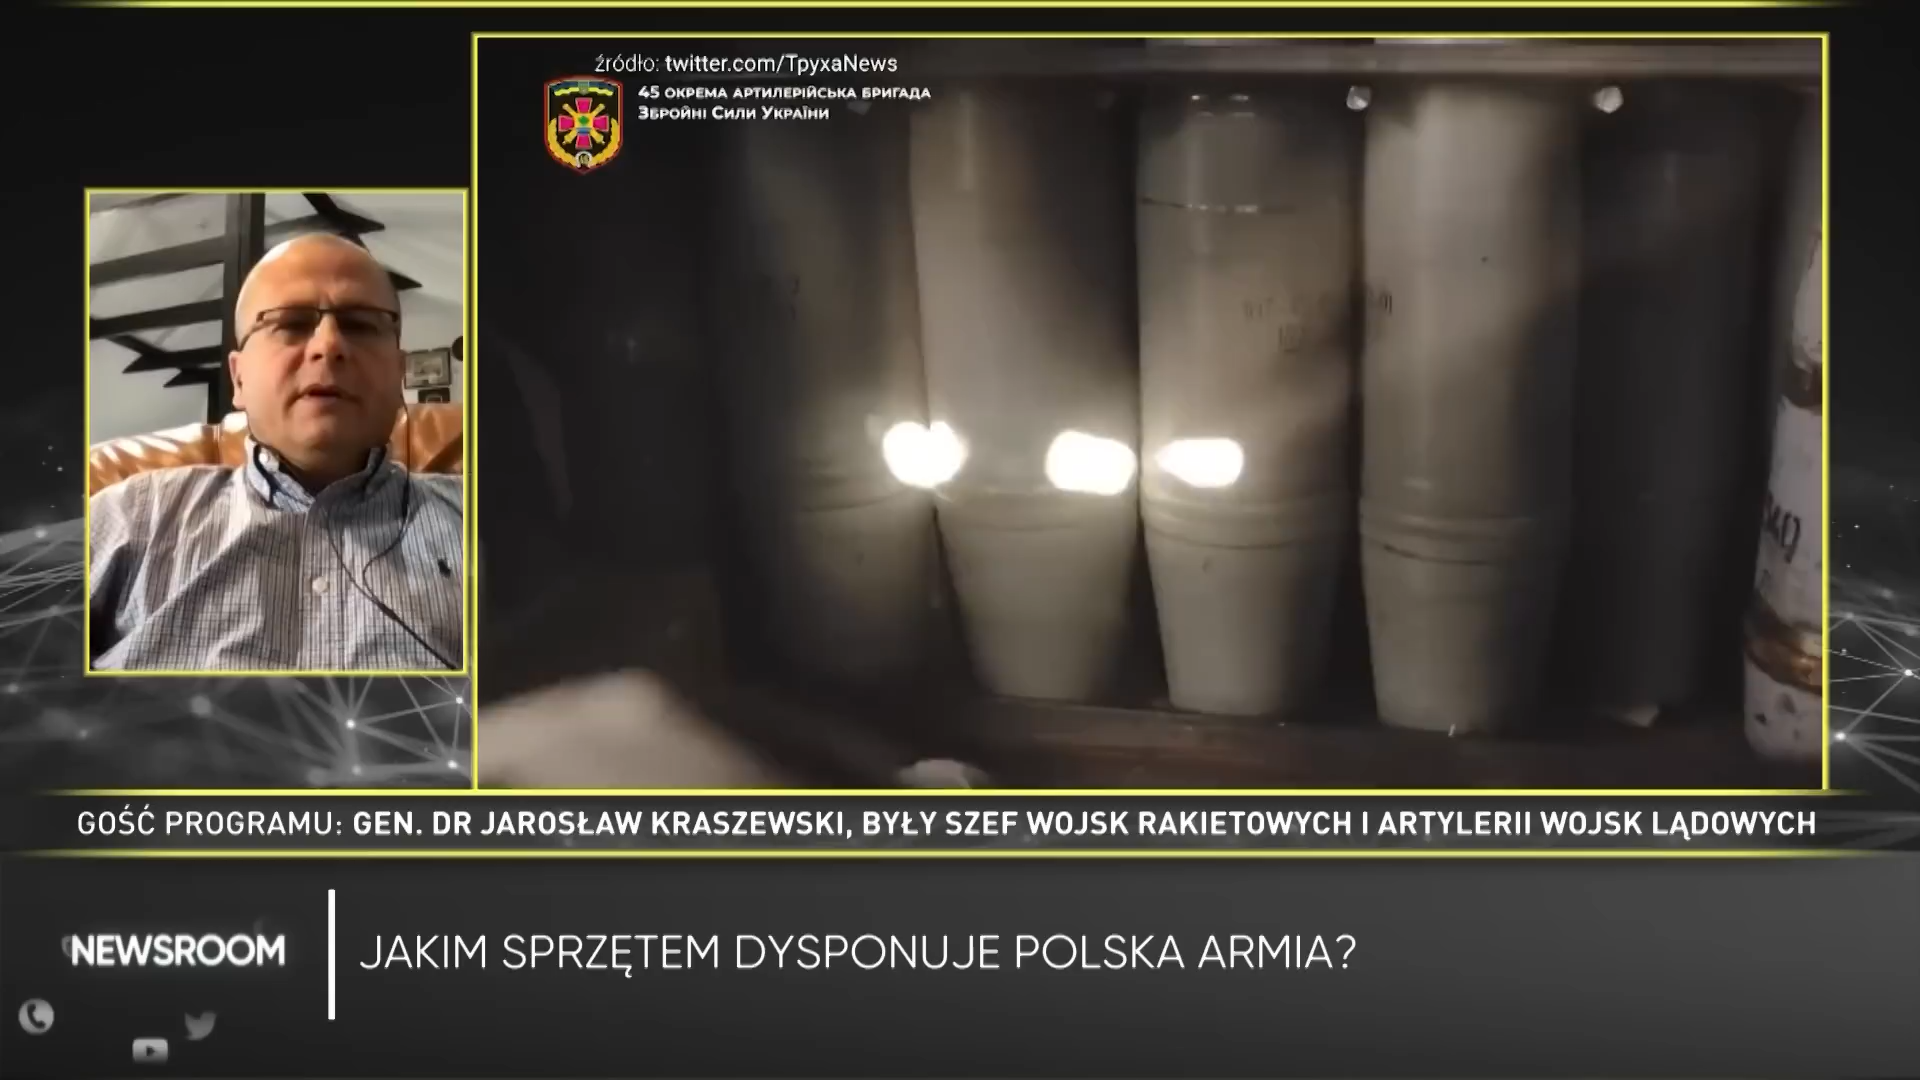 źródło: twitter.com/TpyxaNews
45 окрема артилерійська бригада
Збройні Сили України
GOŚĆ PROGRAMU: GEN. DR JAROSŁAW KRASZEWSKI, BYŁY SZEF WOJSK RAKIETOWYCH I ARTYLERII WOJSK LĄDOWYCH
NEWSROOM
JAKIM SPRZĘTEM DYSPONUJE POLSKA ARMIA?